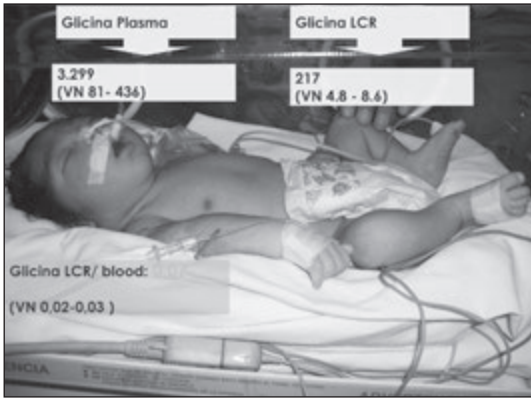 Glicina Plasma
Glicina LCR
3.299
(VN 81- 436)
217
(VN 4.8 - 8.6)
Glicina LCR/ blood:
(VN 0,02-0,03 )
ENCIA